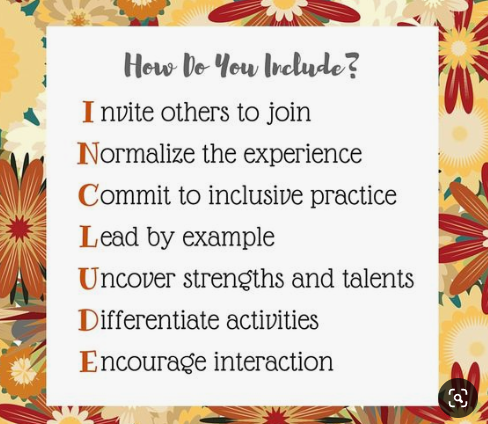 How Do You Include?
Invite others to join
Normalize the experience
Commit to inclusive practice
Lead by example
Uncover strengths and talents
Differentiate activities
Encourage interaction